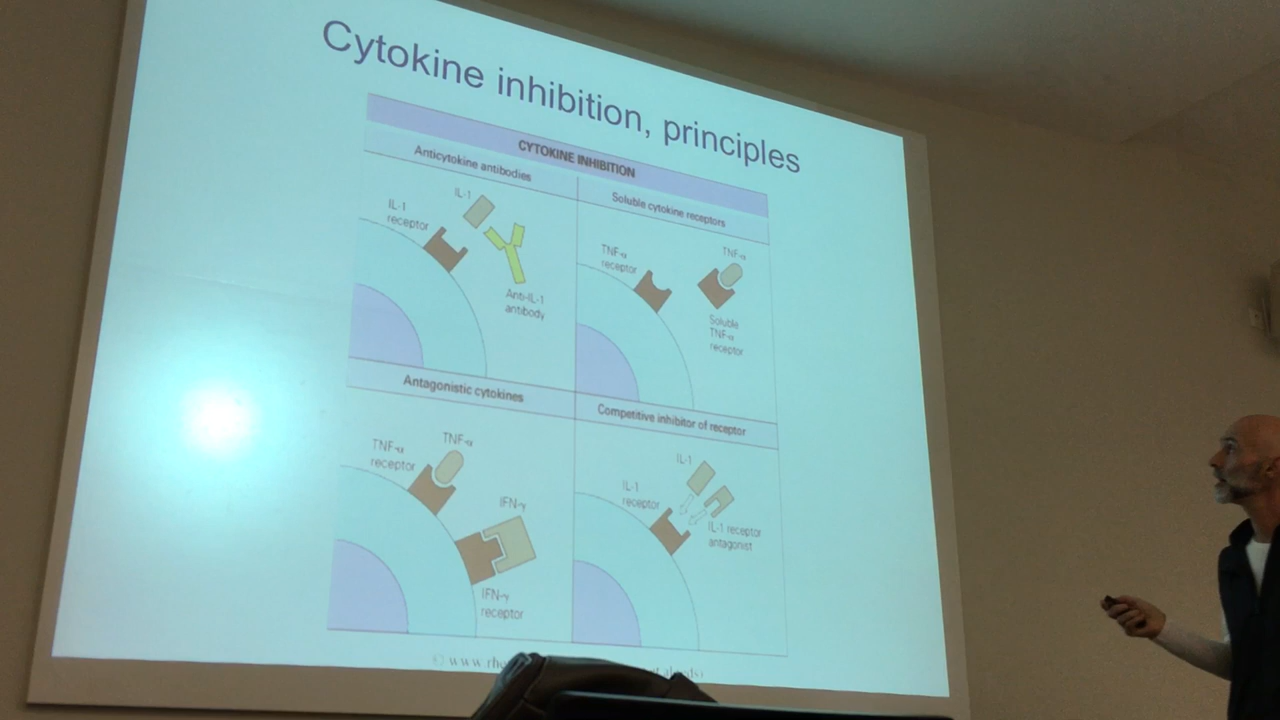 Cytokine inhibition, principles
CYTOKINE INHIBITION
Anticytokine antibodies
Soluble cytokine receptors
IL-1
IL-1
receptor
Anti-IL-1
antibody
TNF-α
TNF-α
receptor
Soluble
TNF-α
receptor
Antagonistic cytokines
Competitive inhibitor of receptor
TNF-α
TNF-α
receptor
IFN-γ
IFN-γ
receptor
IL-1
IL-1
receptor
IL-1 receptor
antagonist
© www.